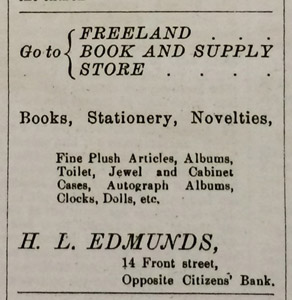 FREELAND . . .
Go to { BOOK AND SUPPLY
STORE . . . .
Books, Stationery, Novelties,
Fine Plush Articles, Albums,
Toilet, Jewel and Cabinet
Cases, Autograph Albums,
Clocks, Dolls, etc.
H. L. EDMUNDS,
14 Front street,
Opposite Citizens' Bank.